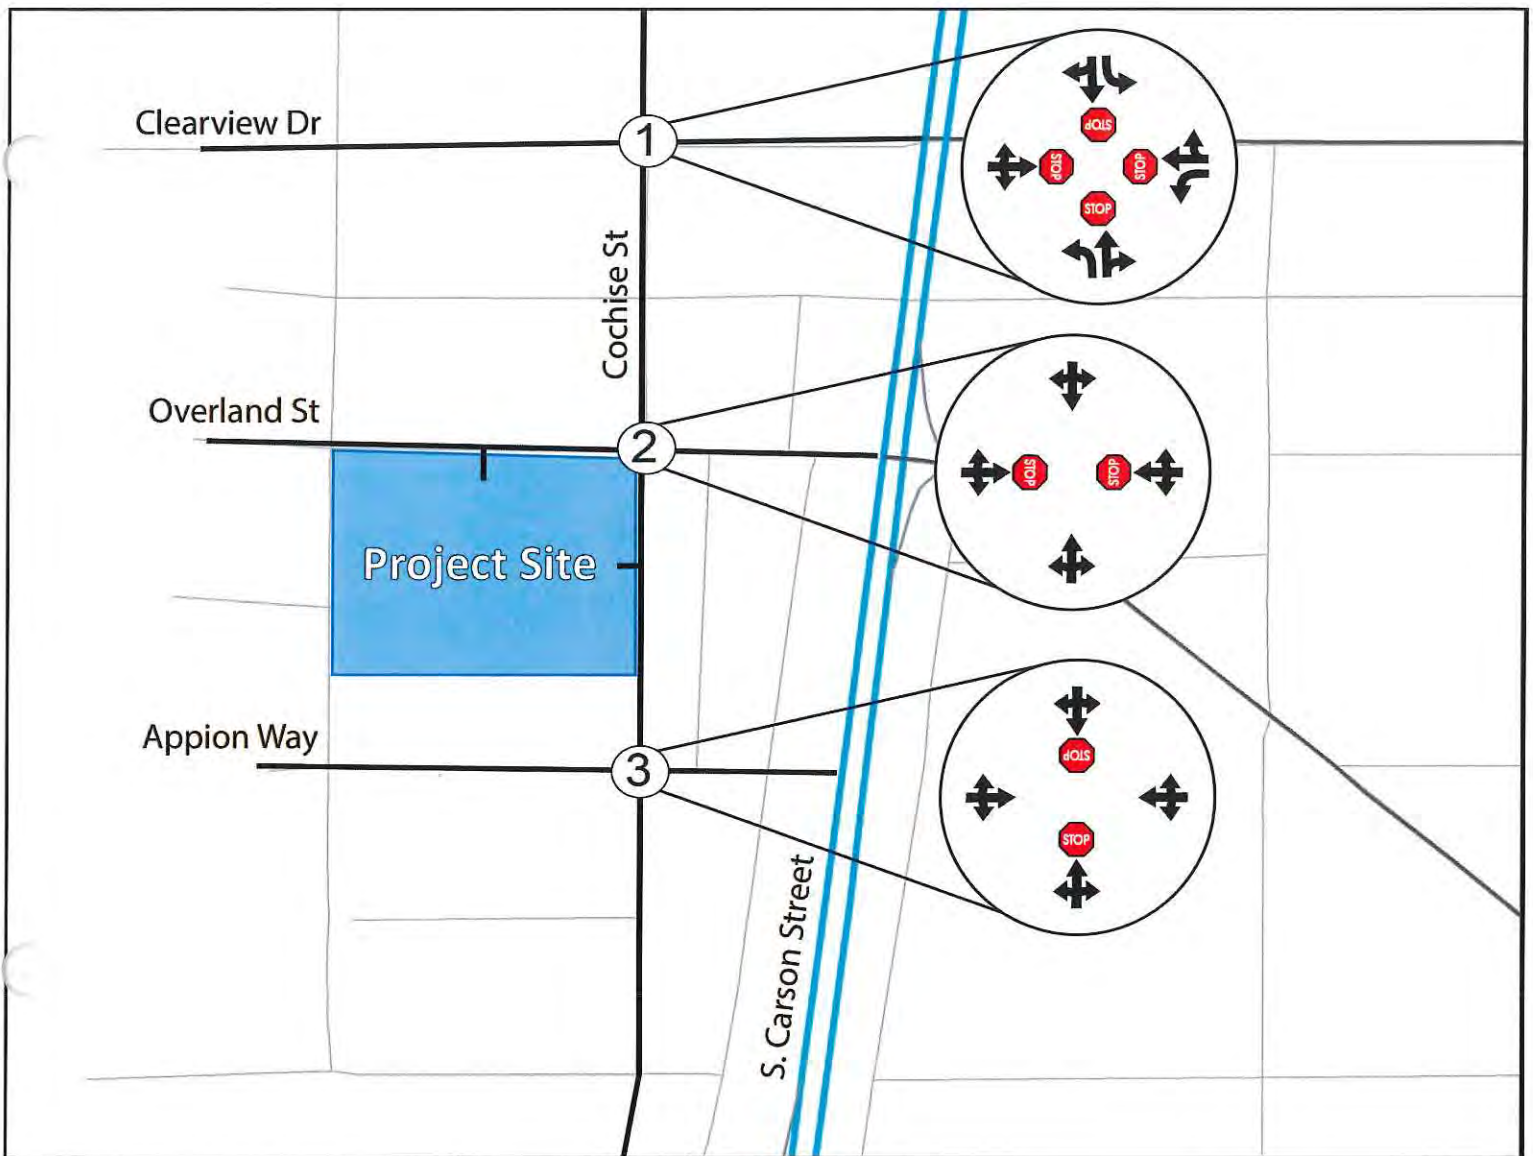 Clearview Dr
1
STOP
STOP
STOP
STOP
Cochise St
Overland St
2
STOP
STOP
Project Site
Appion Way
3
STOP
STOP
S. Carson Street